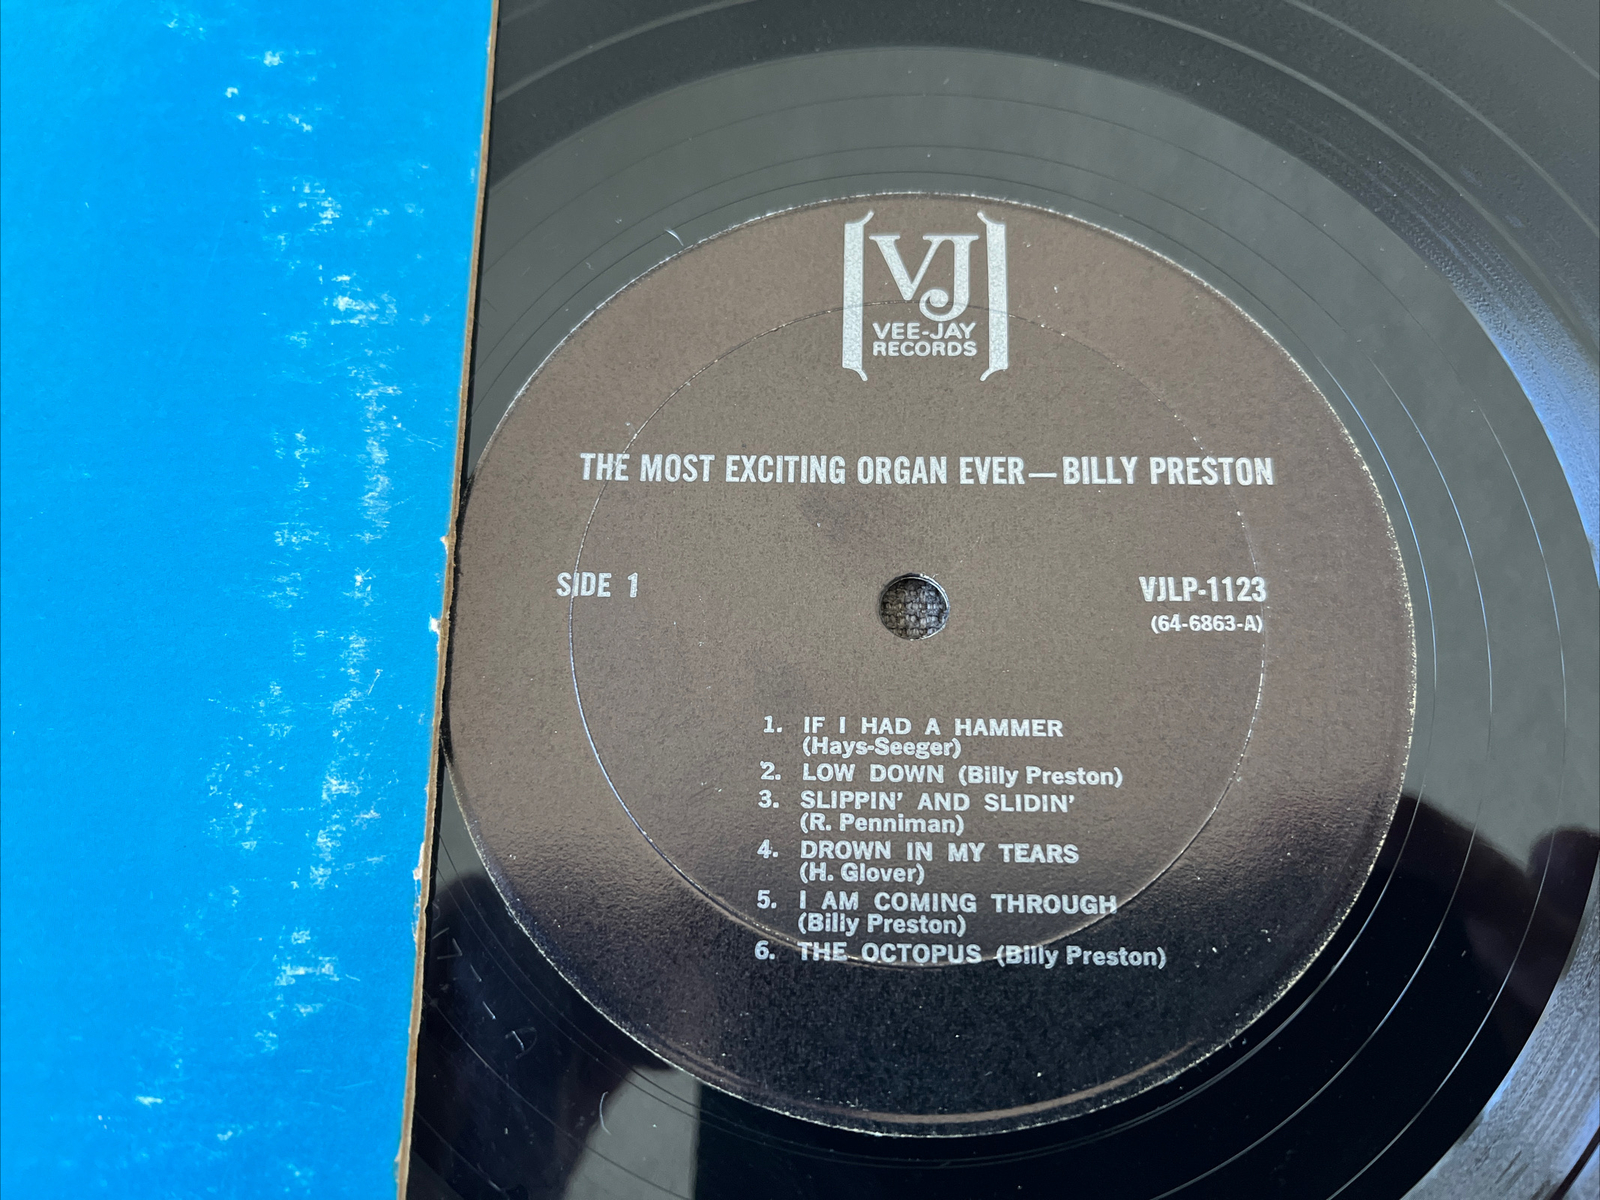 VJ
VEE-JAY
RECORDS
THE MOST EXCITING ORGAN EVER—BILLY PRESTON
SIDE 1
VJLP-1123
(64-6863-A)
1. IF I HAD A HAMMER
(Hays-Seeger)
2. LOW DOWN (Billy Preston)
3. SLIPPIN' AND SLIDIN'
(R. Penniman)
4. DROWN IN MY TEARS
(H. Glover)
5. I AM COMING THROUGH
(Billy Preston)
6. THE OCTOPUS (Billy Preston)